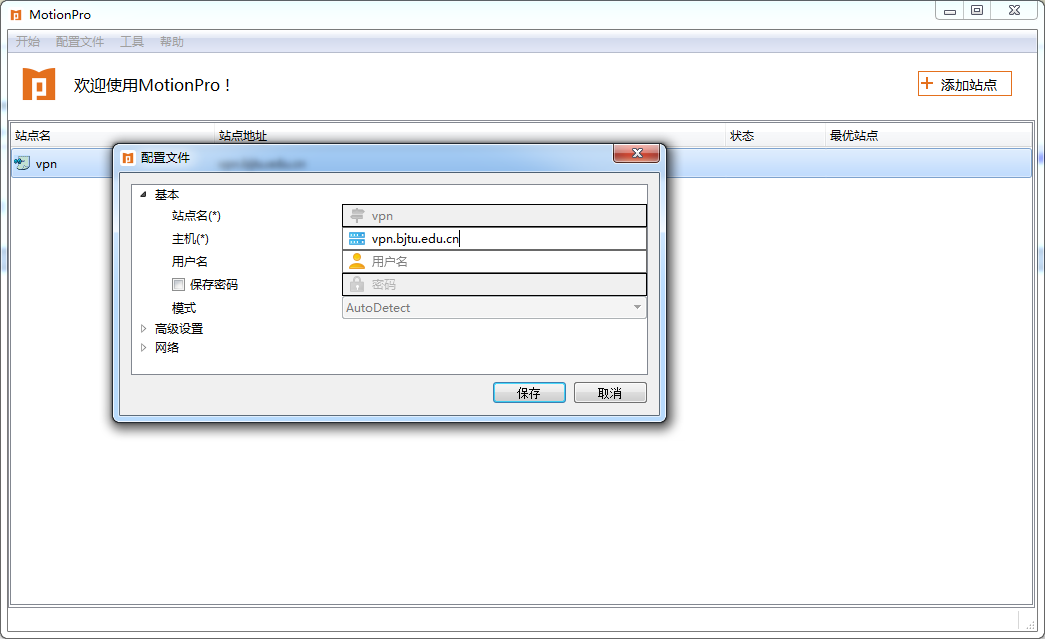 MotionPro
开始 配置文件 工具 帮助
欢迎使用MotionPro！
添加站点
站点名 站点地址 状态 最优站点
vpn
配置文件
基本
站点名(*) vpn
主机(*) vpn.bjtu.edu.cn
用户名 用户名
保存密码 密码
模式 AutoDetect
高级设置
网络
保存 取消